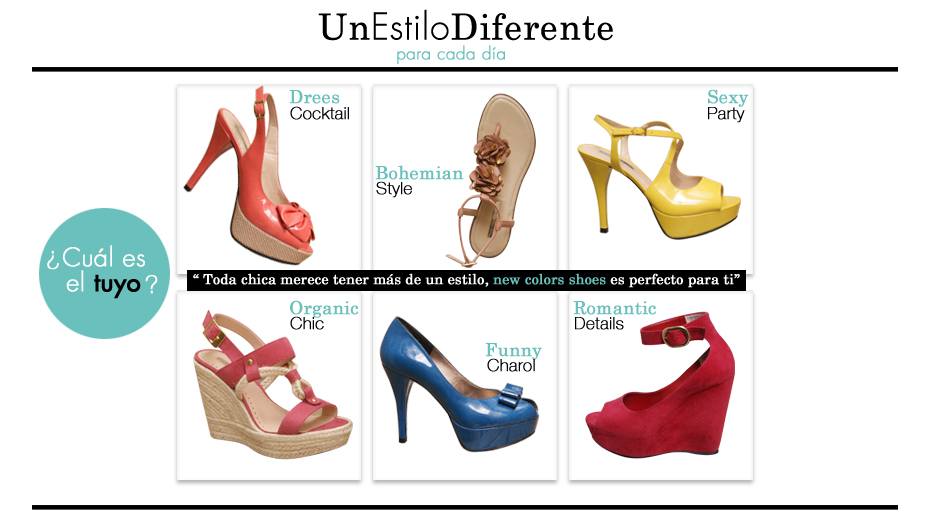 UnEstiloDiferente
para cada día
Drees
Cocktail
Bohemian
Style
Sexy
Party
¿Cuál es
el tuyo?
“ Toda chica merece tener más de un estilo, new colors shoes es perfecto para ti”
Organic
Chic
Funny
Charol
Romantic
Details